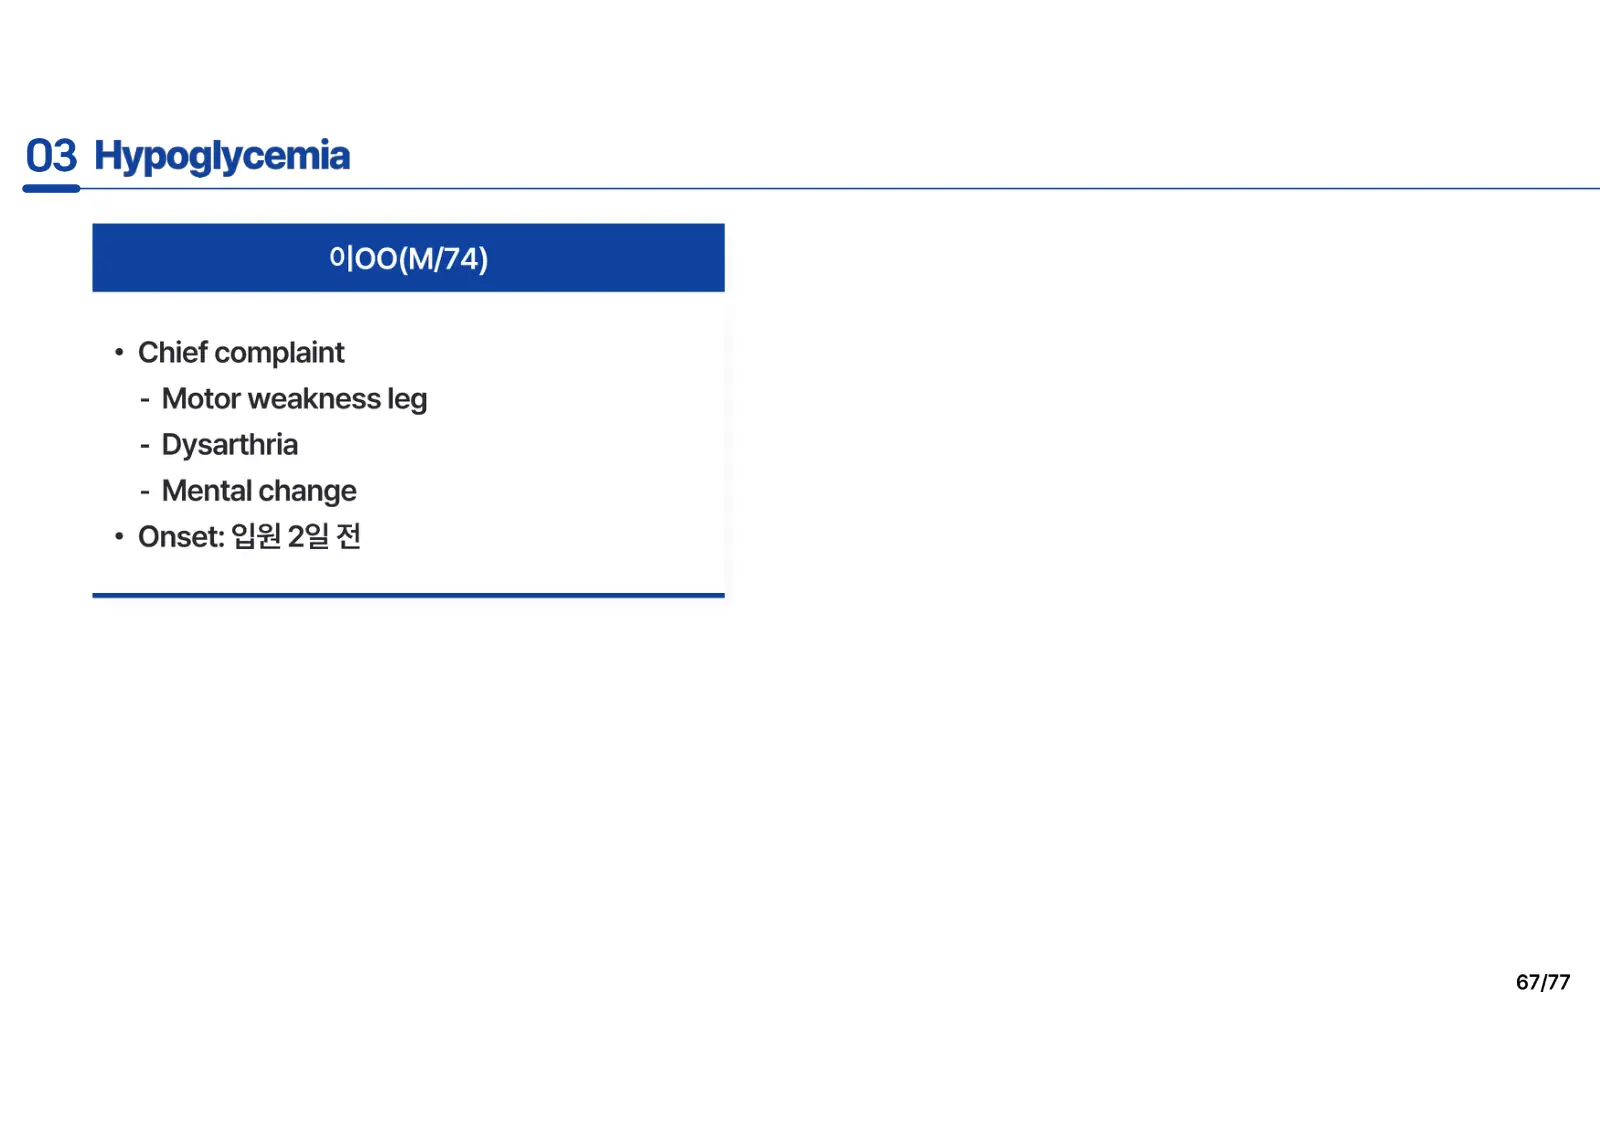 03 Hypoglycemia
이OO(M/74)
• Chief complaint
- Motor weakness leg
- Dysarthria
- Mental change
• Onset: 입원 2일 전
67/77